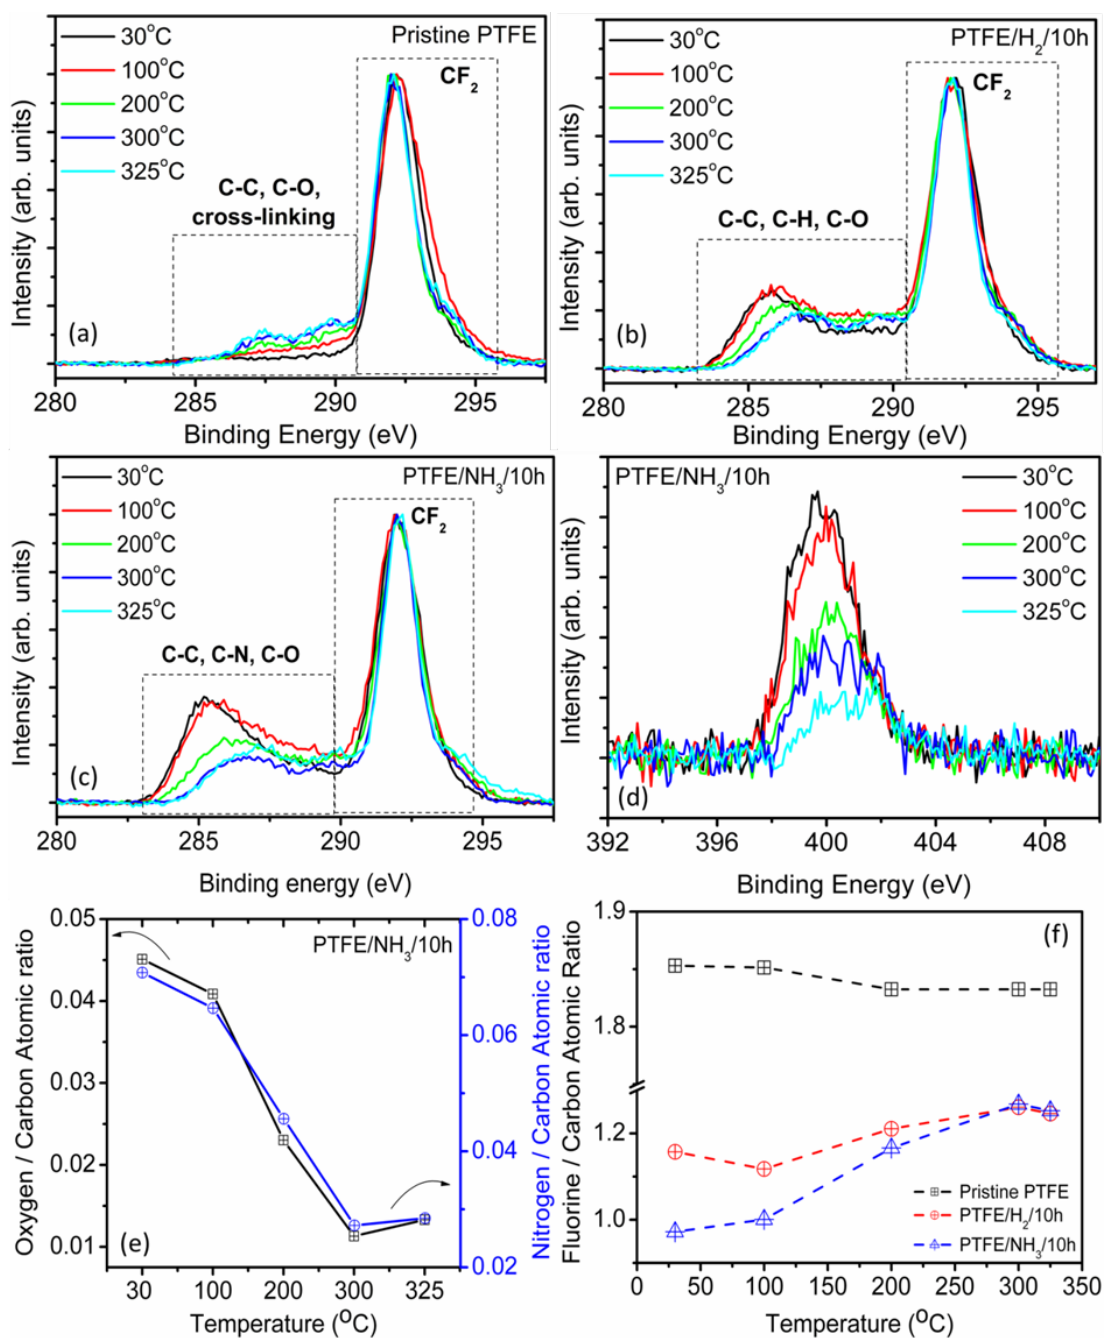 Pristine PTFE
30°C
100°C
200°C
300°C
325°C
CF2
C-C, C-O,
cross-linking
(a)
Intensity (arb. units)
280 285 290 295
Binding Energy (eV)
PTFE/H2/10h
30°C
100°C
200°C
300°C
325°C
CF2
C-C, C-H, C-O
(b)
Intensity (arb. units)
280 285 290 295
Binding Energy (eV)
PTFE/NH3/10h
30°C
100°C
200°C
300°C
325°C
CF2
C-C, C-N, C-O
(c)
Intensity (arb. units)
280 285 290 295
Binding energy (eV)
PTFE/NH3/10h
30°C
100°C
200°C
300°C
325°C
(d)
Intensity (arb. units)
392 396 400 404 408
Binding Energy (eV)
PTFE/NH3/10h
0.05
0.04
0.03
0.02
0.01
Oxygen / Carbon Atomic ratio
0.08
0.06
0.04
0.02
Nitrogen / Carbon Atomic ratio
(e)
30 100 200 300 325
Temperature (OC)
(f)
1.9
1.8
1.2
1.0
Fluorine / Carbon Atomic Ratio
Pristine PTFE
PTFE/H2/10h
PTFE/NH3/10h
0 50 100 150 200 250 300 350
Temperature (OC)